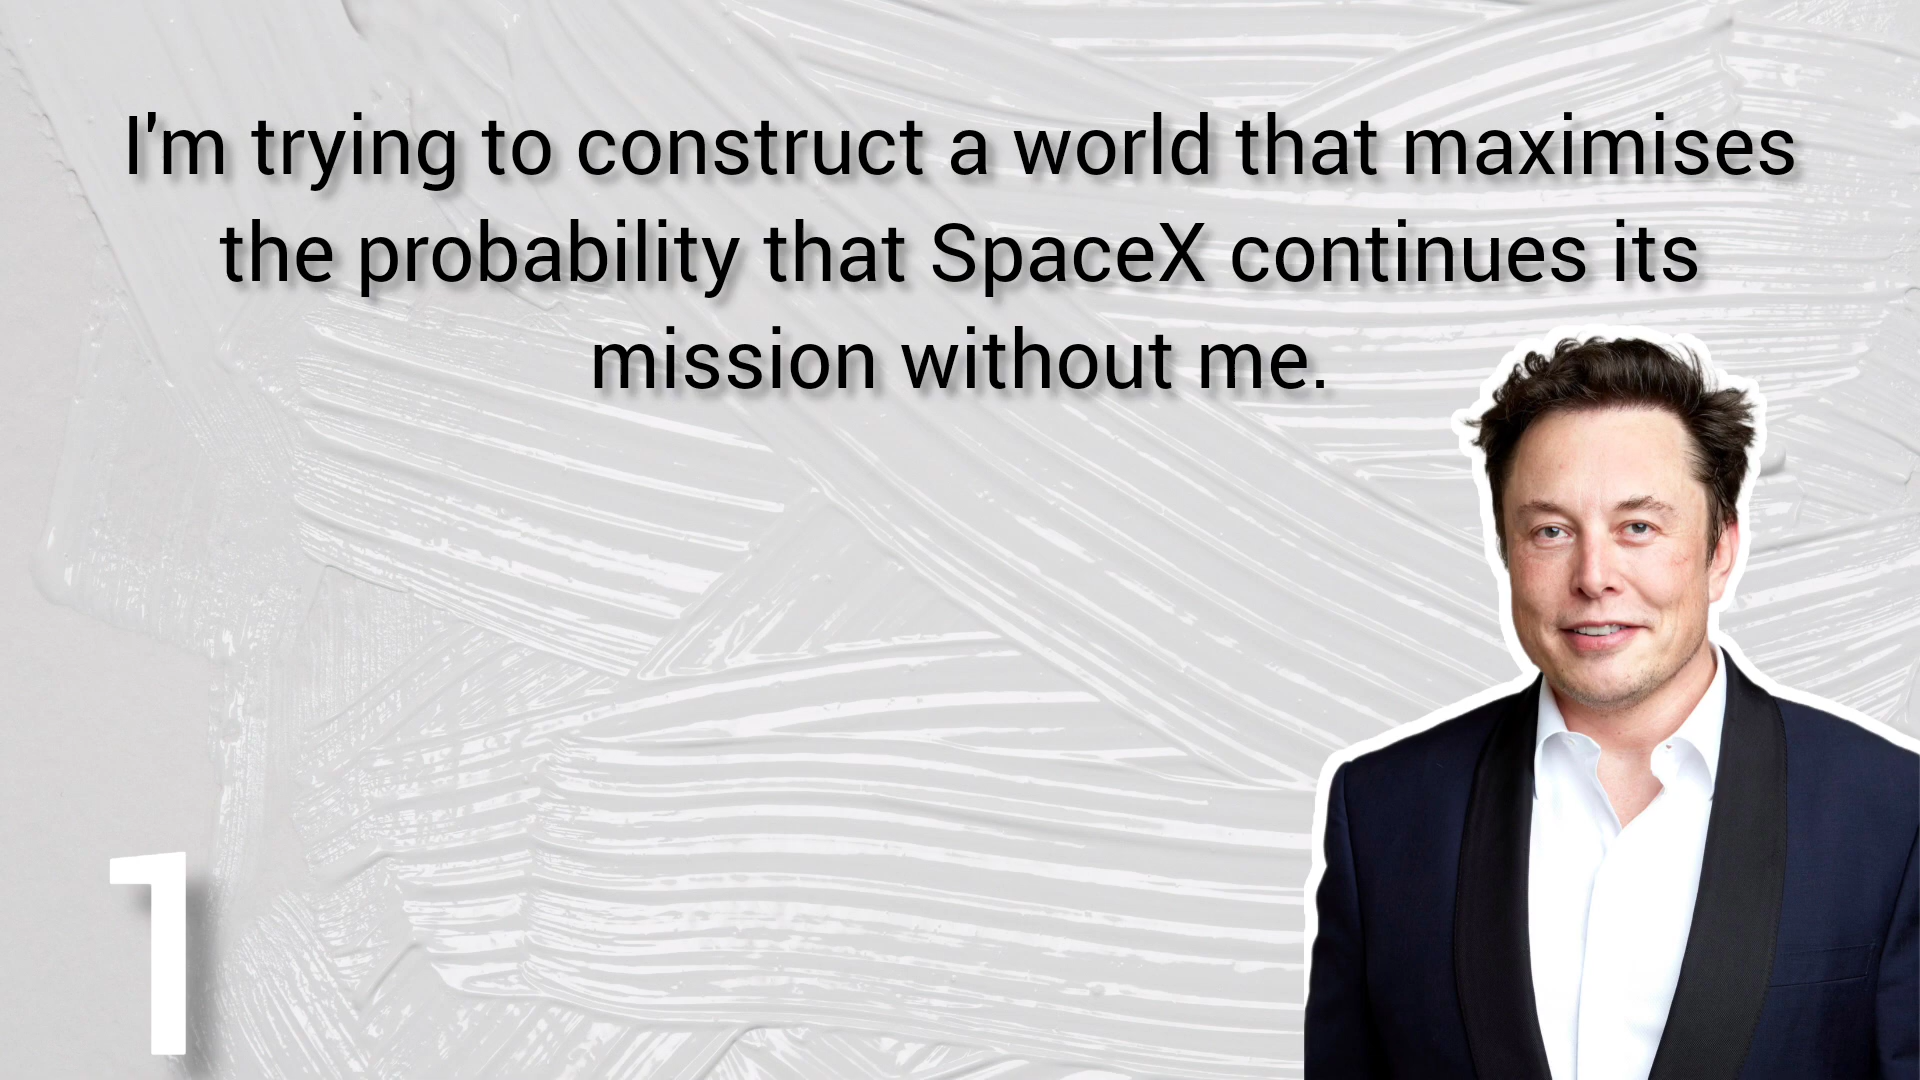 I'm trying to construct a world that maximises
the probability that SpaceX continues its
mission without me.
1